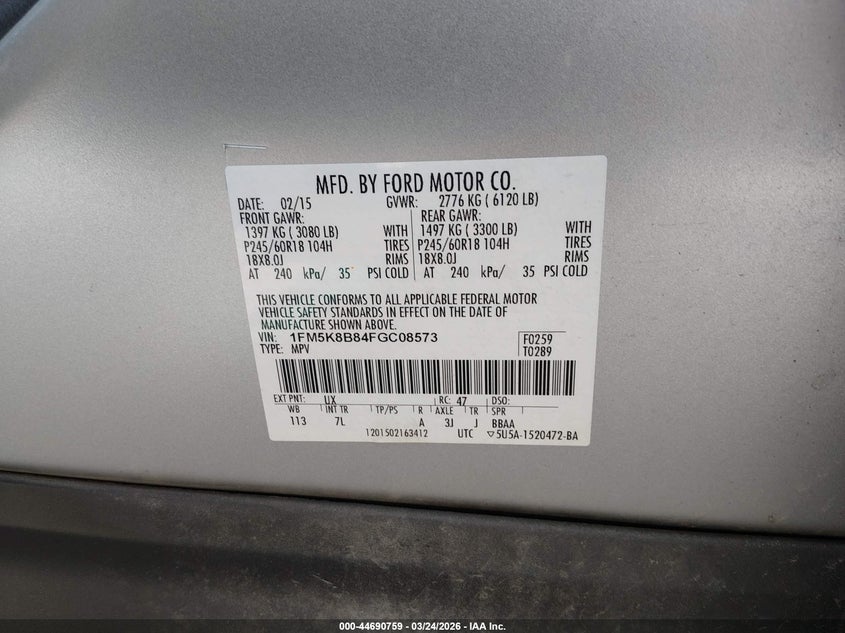 MFD. BY FORD MOTOR CO.
DATE: 02/15 GVWR: 2776 KG ( 6120 LB)
FRONT GAWR: REAR GAWR:
1397 KG ( 3080 LB) WITH 1497 KG ( 3300 LB) WITH
P245/60R18 104H TIRES P245/60R18 104H TIRES
18X8.0J RIMS 18X8.0J RIMS
AT 240 kPa/ 35 PSI COLD AT 240 kPa/ 35 PSI COLD
THIS VEHICLE CONFORMS TO ALL APPLICABLE FEDERAL MOTOR
VEHICLE SAFETY STANDARDS IN EFFECT ON THE DATE OF
MANUFACTURE SHOWN ABOVE.
VIN: 1FM5K8B84FGC08573 F0259
TYPE: MPV T0289
EXT PNT: UX RC: 47 DSO:
WB INT TR TP/PS R AXLE TR SPR
113 7L A 3J J BBAA
1201502163412 UTC ▽5U5A-1520472-BA
000-44690759 - 03/24/2026 - IAA Inc.